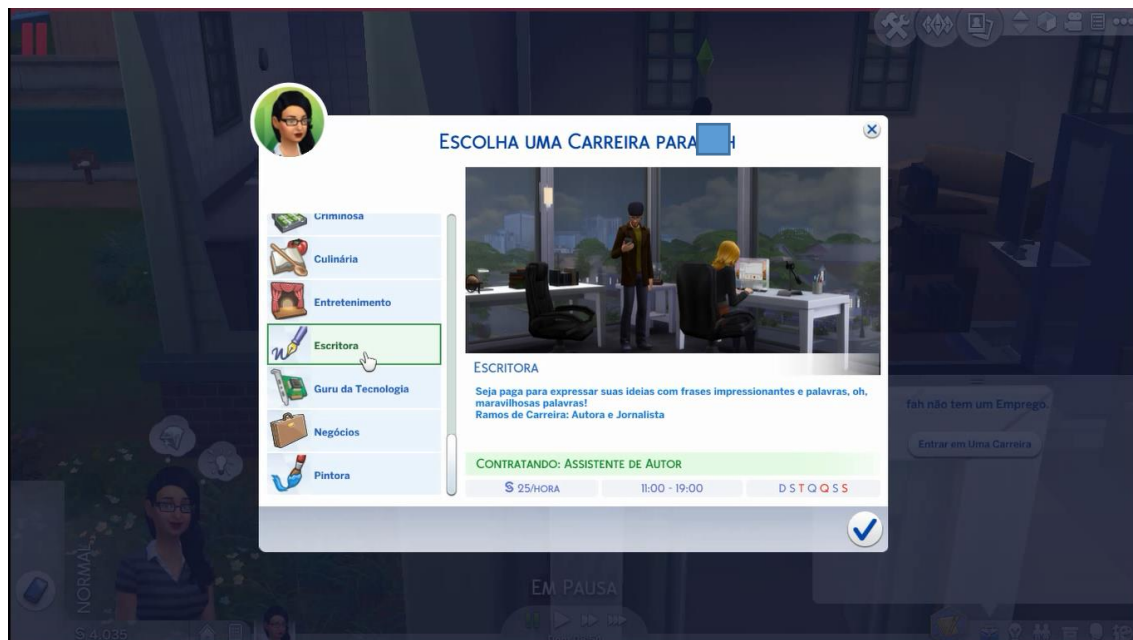 ESCOLHA UMA CARREIRA PARA H
Criminosa
Culinária
Entretenimento
Escritora
Guru da Tecnologia
Negócios
Pintora
ESCRITORA
Seja paga para expressar suas ideias com frases impressionantes e palavras, oh,
maravilhosas palavras!
Ramos de Carreira: Autora e Jornalista
CONTRATANDO: ASSISTENTE DE AUTOR
S 25/HORA 11:00 - 19:00 D S T Q Q S S
fah não tem um Emprego.
Entrar em Uma Carreira
NORMAL
EM PAUSA
S 4.035